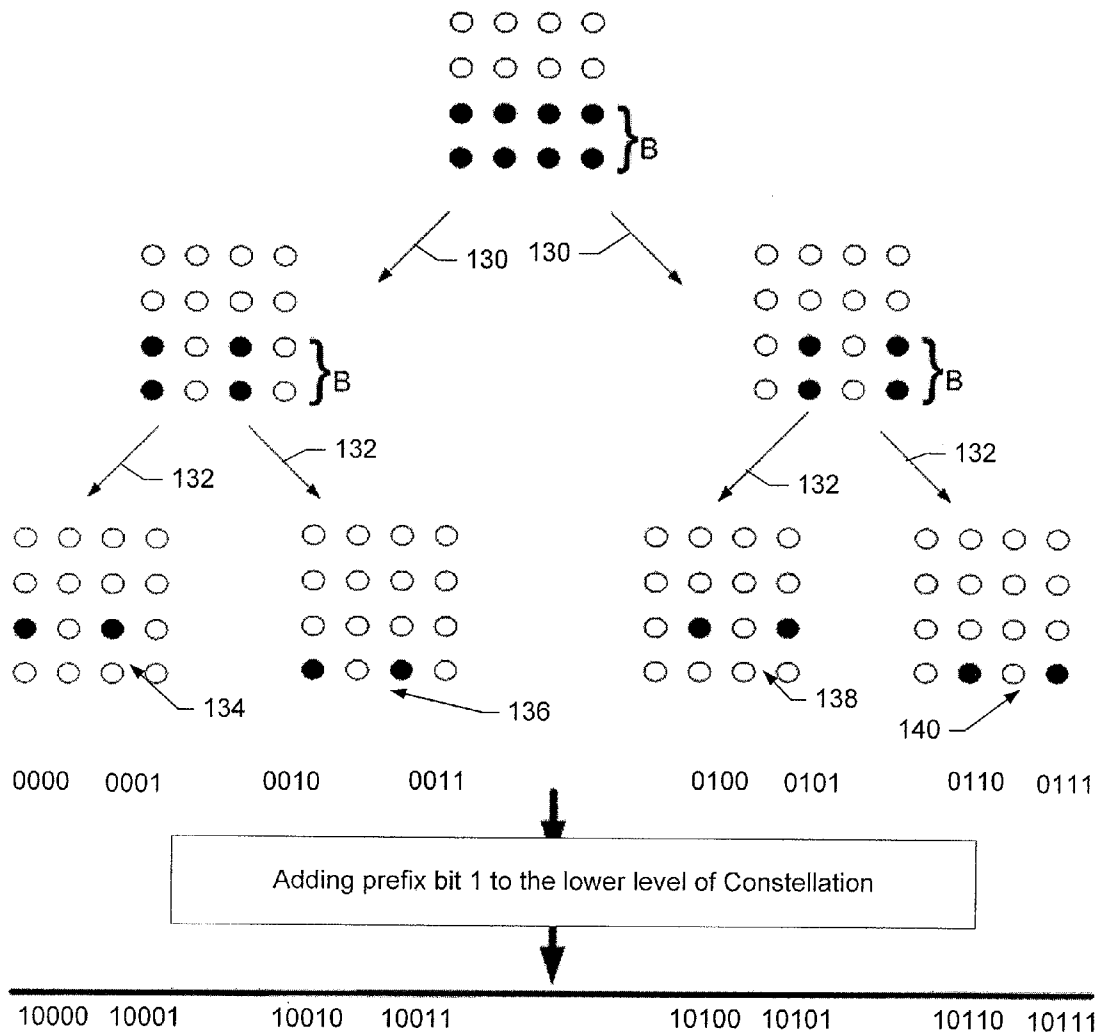 B
130 130
B B
132 132 132 132
134 136 138 140
0000 0001 0010 0011 0100 0101 0110 0111
Adding prefix bit 1 to the lower level of Constellation
10000 10001 10010 10011 10100 10101 10110 10111